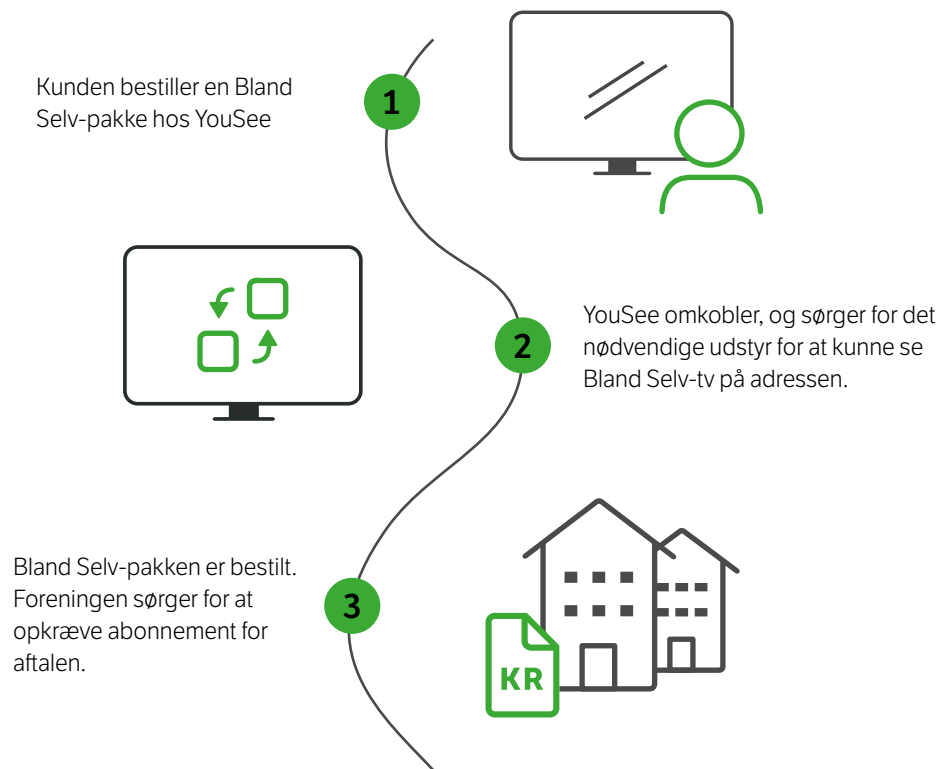 Kunden bestiller en Bland
Selv-pakke hos YouSee
1
2
YouSee omkobler, og sørger for det
nødvendige udstyr for at kunne se
Bland Selv-tv på adressen.
Bland Selv-pakken er bestilt.
Foreningen sørger for at
opkræve abonnement for
aftalen.
3
KR